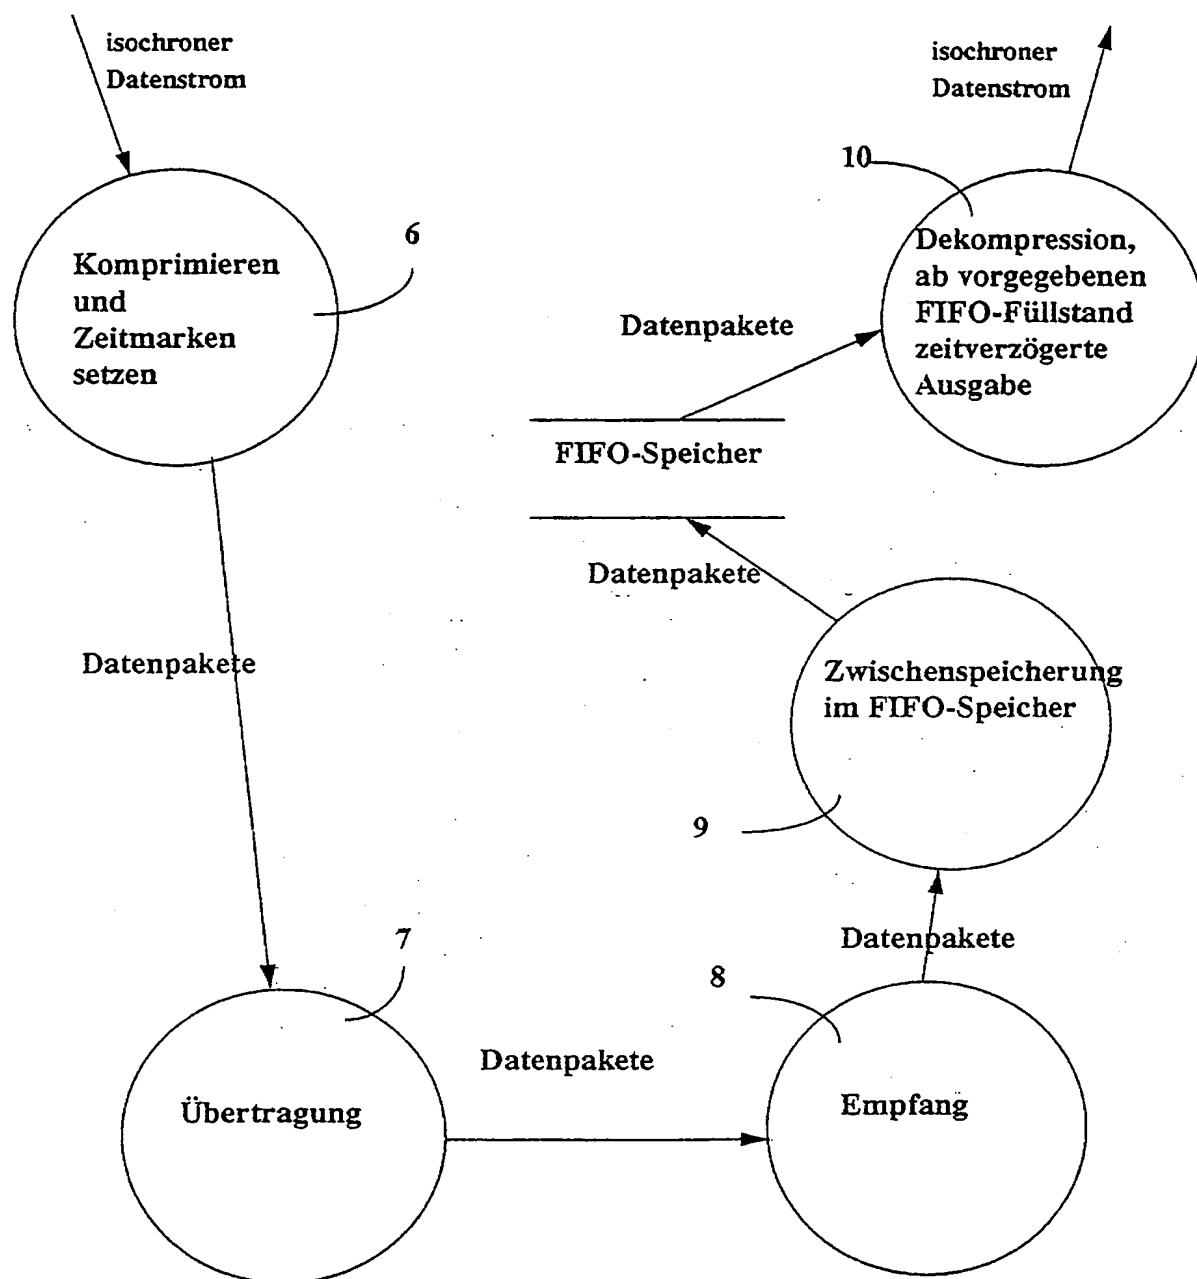 isochroner
Datenstrom
isochroner
Datenstrom
10
6
Komprimieren
und
Zeitmarken
setzen
Dekompression,
ab vorgegebenen
FIFO-Füllstand
zeitverzögerte
Ausgabe
Datenpakete
FIFO-Speicher
Datenpakete
Datenpakete
Zwischenspeicherung
im FIFO-Speicher
9
7
Datenpakete
8
Datenpakete
Übertragung
Empfang